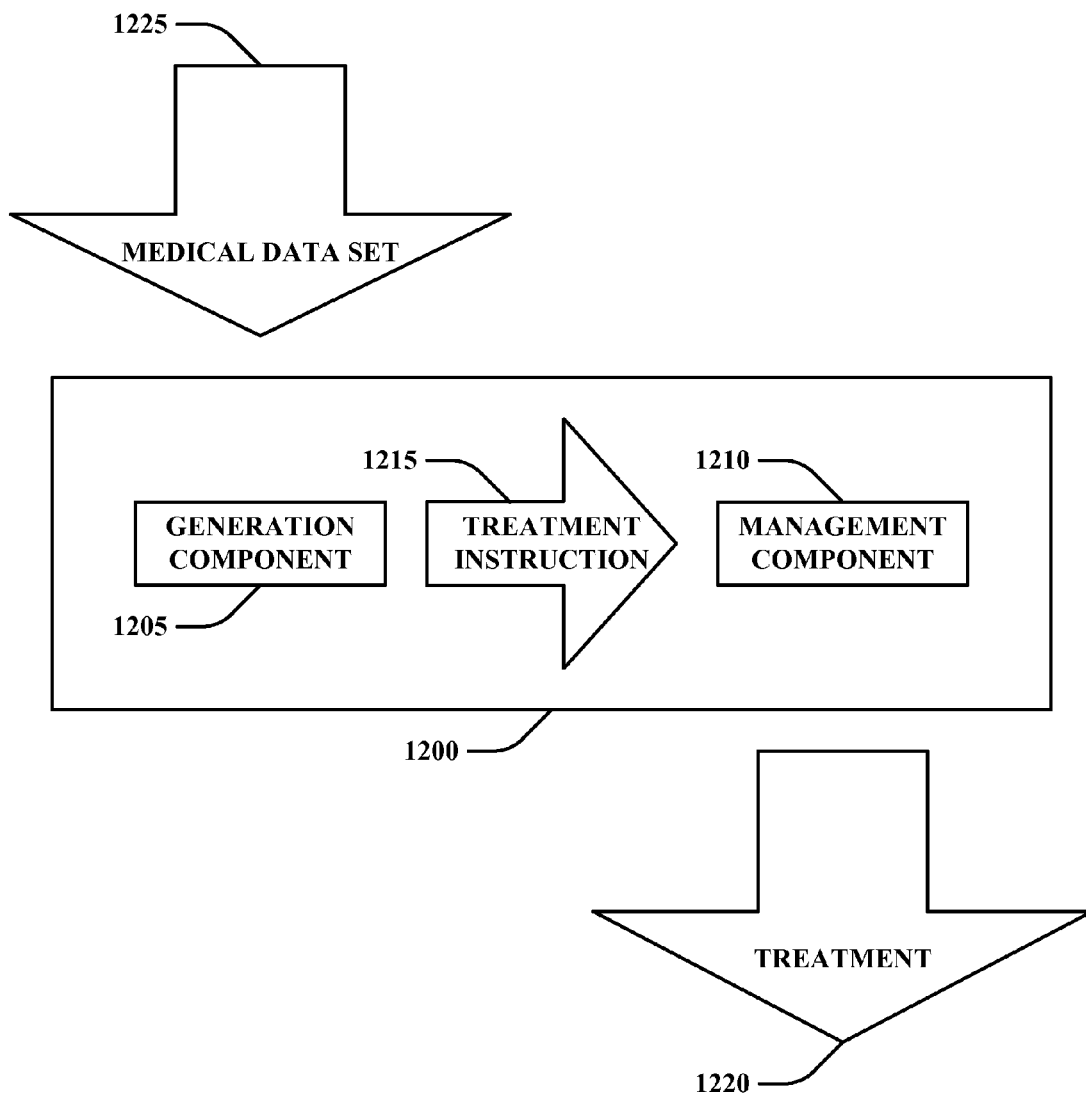 1225
MEDICAL DATA SET
1215
1210
GENERATION
COMPONENT
TREATMENT
INSTRUCTION
MANAGEMENT
COMPONENT
1205
1200
TREATMENT
1220